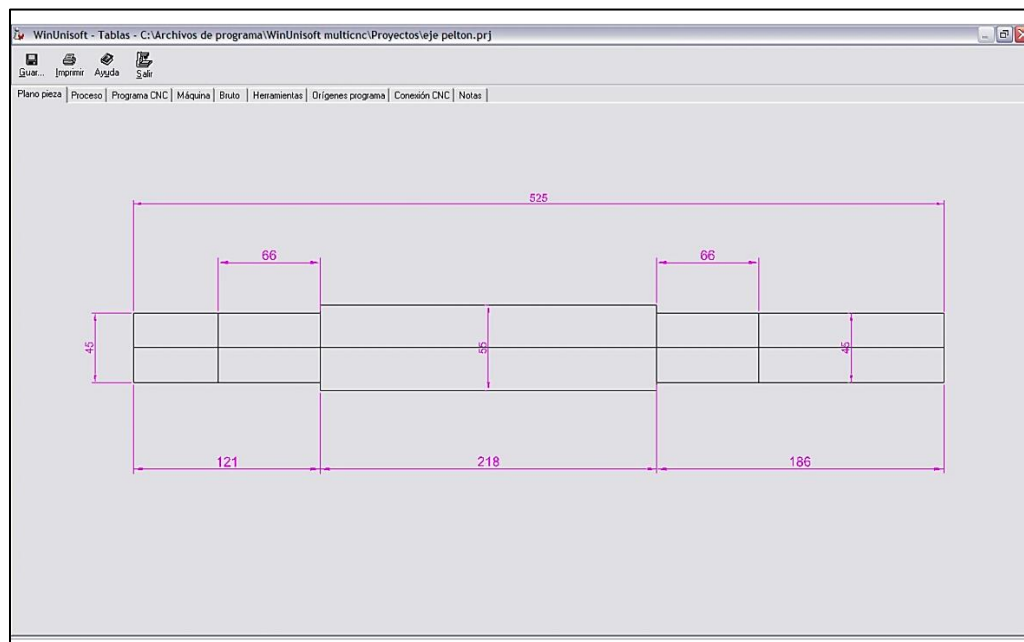 WinUnisoft - Tablas - C:\Archivos de programa\WinUnisoft multicnc\Proyectos\eje pelton.prj
Guar... Imprimir Ayuda Salir
Plano pieza Proceso Programa CNC Máquina Bruto Herramientas Orígenes programa Conexión CNC Notas
525
66 66
45 55 45
121 218 186